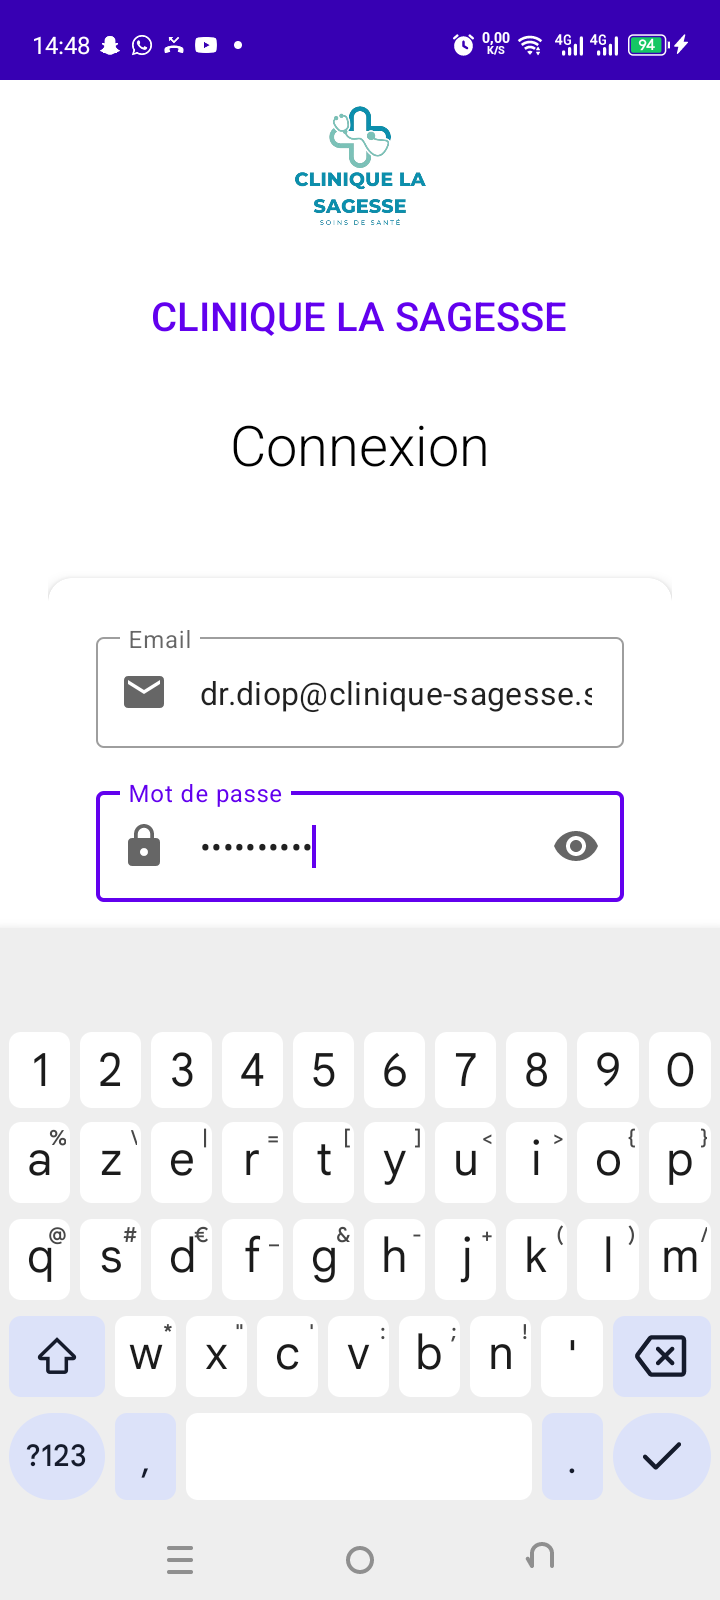 14:48 0,00 K/S 4G 4G 94
CLINIQUE LA
SAGESSE
SOINS DE SANTÉ
CLINIQUE LA SAGESSE
Connexion
Email
dr.diop@clinique-sagesse.s
Mot de passe
••••••••••
1 2 3 4 5 6 7 8 9 0
% \ | = [ ] < > { }
a z e r t y u i o p
@ # € _ & - + ( ) /
q s d f g h j k l m
* " ' : ; !
w x c v b n '
?123 , .